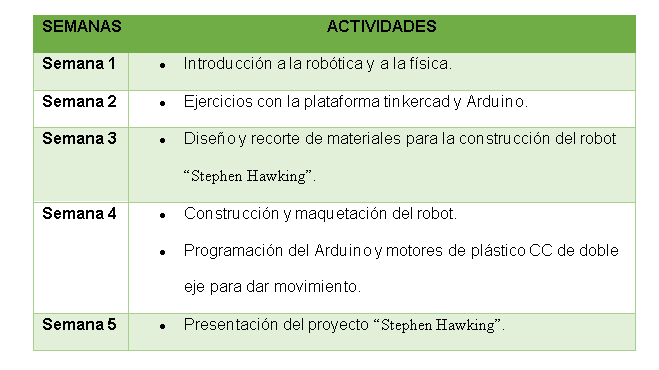 SEMANAS ACTIVIDADES
Semana 1 • Introducción a la robótica y a la física.
Semana 2 • Ejercicios con la plataforma tinkercad y Arduino.
Semana 3 • Diseño y recorte de materiales para la construcción del robot
“Stephen Hawking”.
Semana 4 • Construcción y maquetación del robot.
• Programación del Arduino y motores de plástico CC de doble
eje para dar movimiento.
Semana 5 • Presentación del proyecto “Stephen Hawking”.